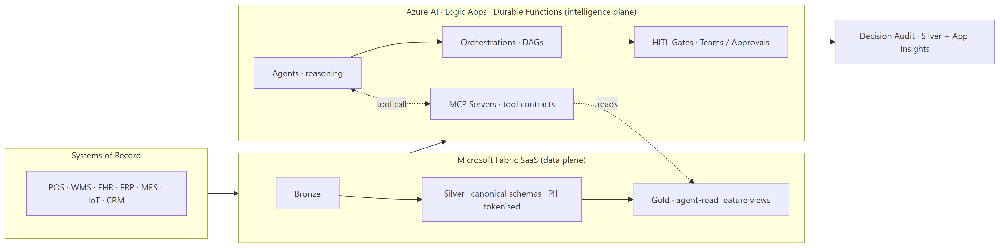 Azure AI · Logic Apps · Durable Functions (intelligence plane)
Agents · reasoning
Orchestrations · DAGs
HITL Gates · Teams / Approvals
Decision Audit · Silver + App
Insights
tool call
MCP Servers · tool contracts
reads
Systems of Record
POS · WMS · EHR · ERP · MES ·
IoT · CRM
Microsoft Fabric SaaS (data plane)
Bronze
Silver · canonical schemas · PII
tokenised
Gold · agent-read feature views